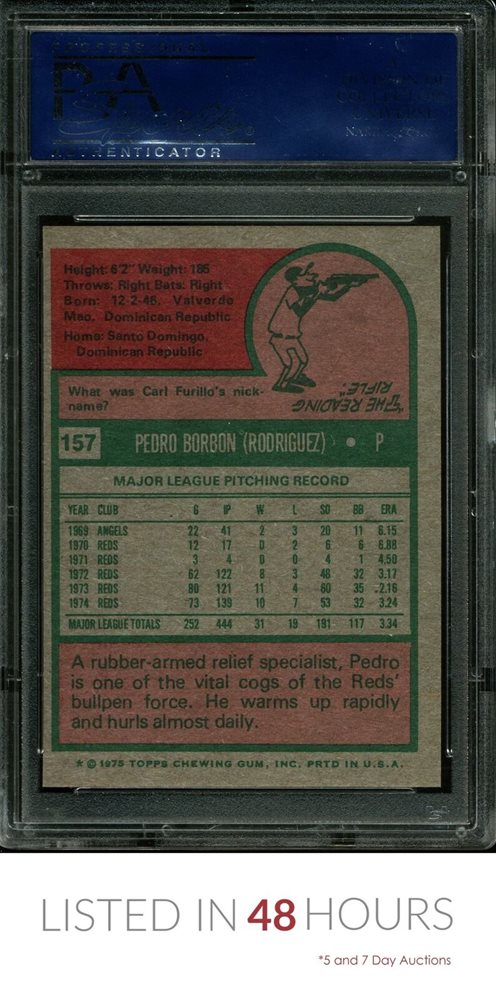 PROFESSIONAL
PSA
AUTHENTICATOR
A
DIVISION OF
COLLECTORS
UNIVERSE
Height: 6'2" Weight: 185
Throws: Right Bats: Right
Born: 12-2-46, Valverde
Mao, Dominican Republic
Home: Santo Domingo,
Dominican Republic
What was Carl Furillo's nick-
name?
"THE READING
RIFLE".
157 PEDRO BORBON (RODRIGUEZ) • P
MAJOR LEAGUE PITCHING RECORD
YEAR CLUB G IP W L SO BB ERA
1969 ANGELS 22 41 2 3 20 11 6.15
1970 REDS 12 17 0 2 6 6 6.88
1971 REDS 3 4 0 0 4 1 4.50
1972 REDS 62 122 8 3 48 32 3.17
1973 REDS 80 121 11 4 60 35 2.16
1974 REDS 73 139 10 7 53 32 3.24
MAJOR LEAGUE TOTALS 252 444 31 19 191 117 3.34
A rubber-armed relief specialist, Pedro
is one of the vital cogs of the Reds'
bullpen force. He warms up rapidly
and hurls almost daily.
* © 1975 TOPPS CHEWING GUM, INC. PRTD IN U.S.A.
LISTED IN 48 HOURS
*5 and 7 Day Auctions